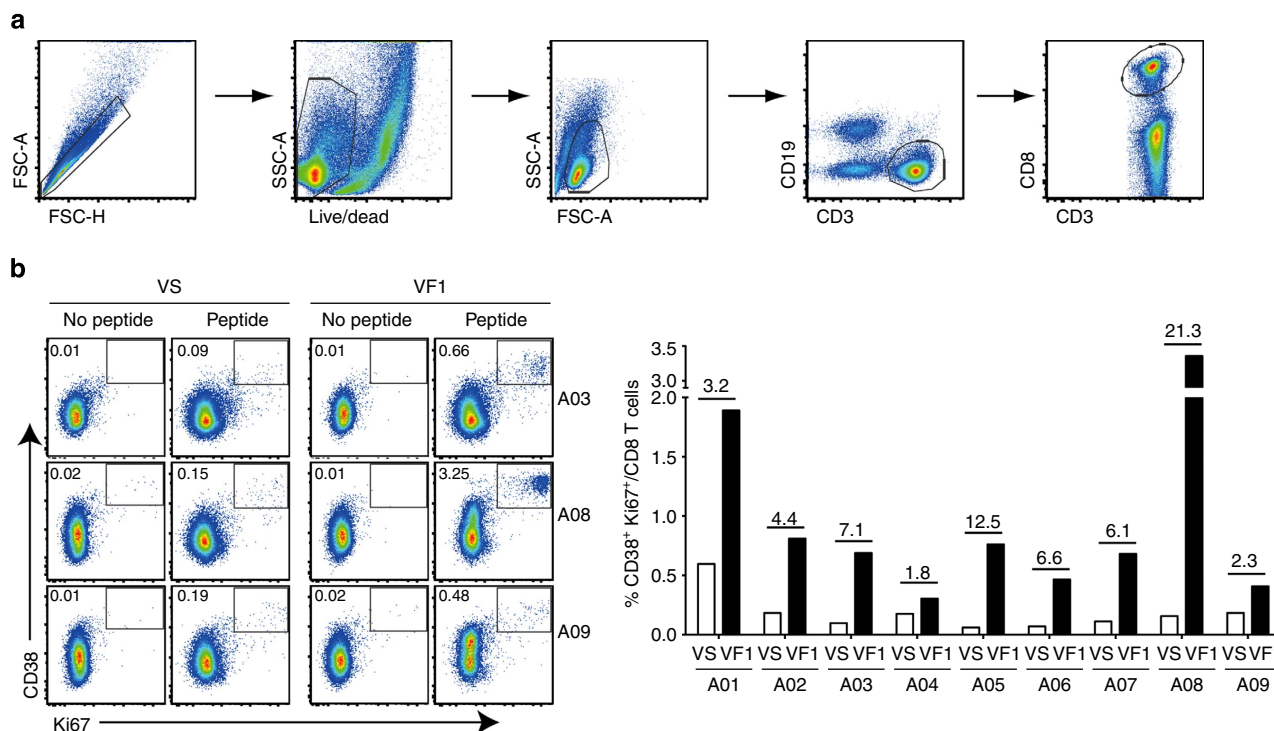 a
FSC-A
FSC-H
SSC-A
Live/dead
SSC-A
FSC-A
CD19
CD3
CD8
CD3
b
VS
VF1
No peptide
Peptide
No peptide
Peptide
0.01
0.09
0.01
0.66
A03
0.02
0.15
0.01
3.25
A08
0.01
0.19
0.02
0.48
A09
CD38
Ki67
% CD38⁺ Ki67⁺/CD8 T cells
3.5
3.0
2.0
1.5
1.0
0.5
0.0
3.2
4.4
7.1
1.8
12.5
6.6
6.1
21.3
2.3
VS VF1 VS VF1 VS VF1 VS VF1 VS VF1 VS VF1 VS VF1 VS VF1 VS VF
A01 A02 A03 A04 A05 A06 A07 A08 A09